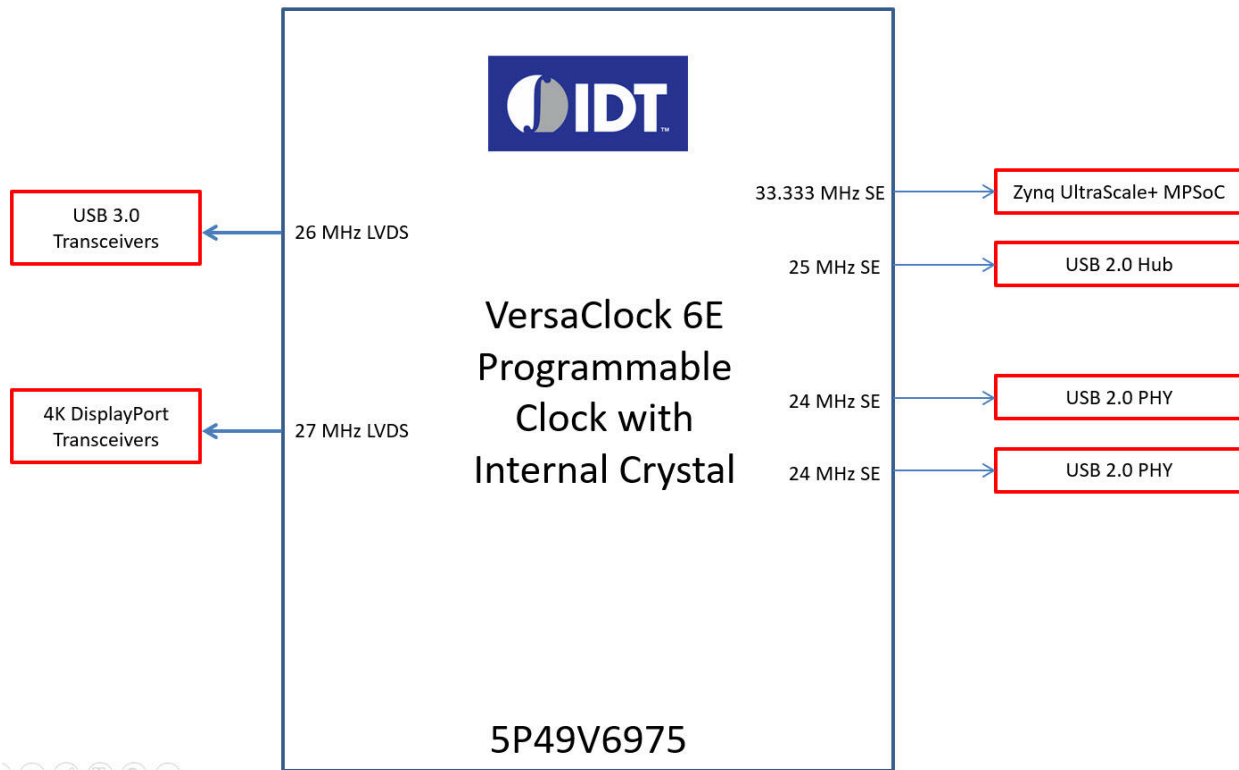 IDT
TM
USB 3.0
Transceivers
26 MHz LVDS
4K DisplayPort
Transceivers
27 MHz LVDS
VersaClock 6E
Programmable
Clock with
Internal Crystal
33.333 MHz SE
Zynq UltraScale+ MPSoC
25 MHz SE
USB 2.0 Hub
24 MHz SE
USB 2.0 PHY
24 MHz SE
USB 2.0 PHY
5P49V6975